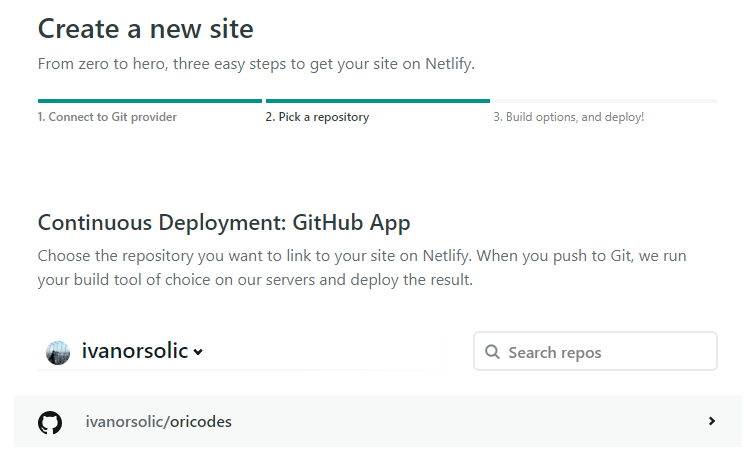 Create a new site
From zero to hero, three easy steps to get your site on Netlify.
1. Connect to Git provider
2. Pick a repository
3. Build options, and deploy!
Continuous Deployment: GitHub App
Choose the repository you want to link to your site on Netlify. When you push to Git, we run
your build tool of choice on our servers and deploy the result.
ivanorsolic
Search repos
ivanorsolic/oricodes